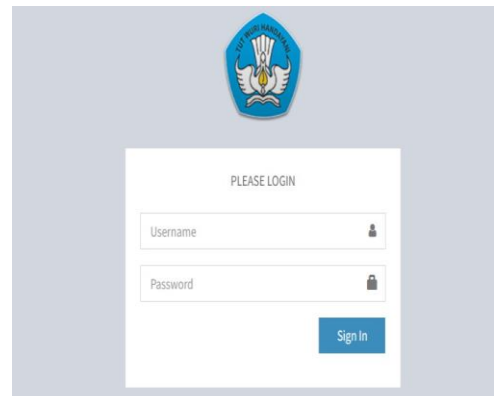 TUT WURI HANDAYANI
PLEASE LOGIN
Username
Password
Sign In